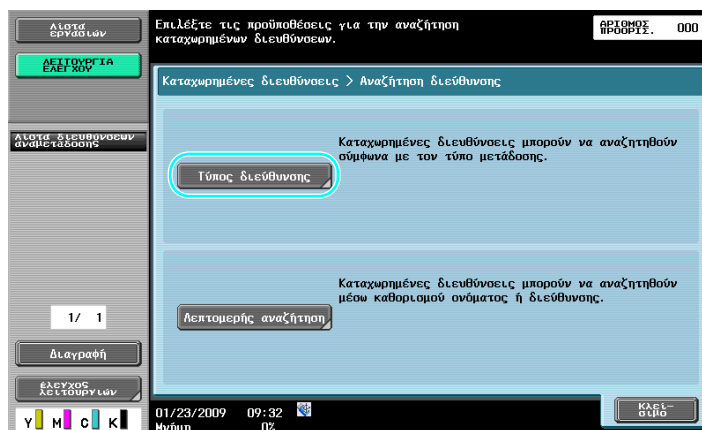 Λίστα
εργασιών
ΛΕΙΤΟΥΡΓΙΑ
ΕΛΕΓΧΟΥ
Λίστα διευθύνσεων
αναμετάδοσης
1/ 1
Διαγραφή
έλεγχος
λειτουργιών
Y M C K
Επιλέξτε τις προϋποθέσεις για την αναζήτηση
καταχωρημένων διευθύνσεων.
ΑΡΙΘΜΟΣ
ΠΡΟΟΡΙΣ. 000
Καταχωρημένες διευθύνσεις > Αναζήτηση διεύθυνσης
Καταχωρημένες διευθύνσεις μπορούν να αναζητηθούν
σύμφωνα με τον τύπο μετάδοσης.
Τύπος διεύθυνσης
Καταχωρημένες διευθύνσεις μπορούν να αναζητηθούν
μέσω καθορισμού ονόματος ή διεύθυνσης.
Λεπτομερής αναζήτηση
01/23/2009 09:32
Μνήμη 0%
Κλεί-
σιμο